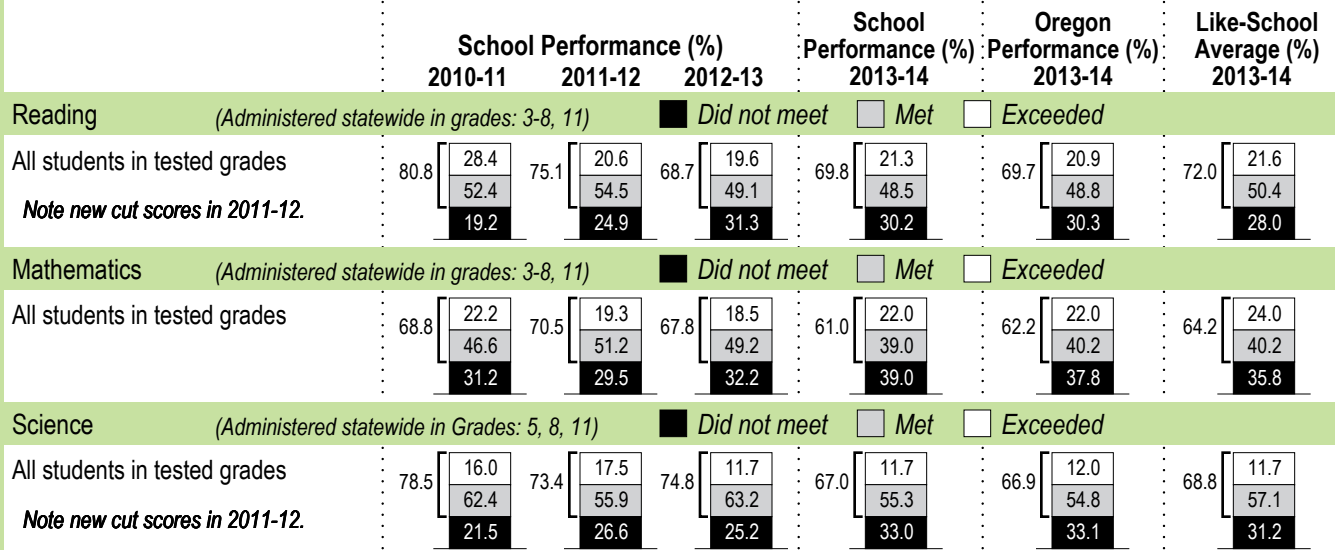 School Performance (%)
2010-11 2011-12 2012-13
School
Performance (%)
2013-14
Oregon
Performance (%)
2013-14
Like-School
Average (%)
2013-14
Reading (Administered statewide in grades: 3-8, 11) Did not meet Met Exceeded
All students in tested grades
Note new cut scores in 2011-12.
80.8 28.4 75.1 20.6 68.7 19.6 69.8 21.3 69.7 20.9 72.0 21.6
52.4 54.5 49.1 48.5 48.8 50.4
19.2 24.9 31.3 30.2 30.3 28.0
Mathematics (Administered statewide in grades: 3-8, 11) Did not meet Met Exceeded
All students in tested grades
68.8 22.2 70.5 19.3 67.8 18.5 61.0 22.0 62.2 22.0 64.2 24.0
46.6 51.2 49.2 39.0 40.2 40.2
31.2 29.5 32.2 39.0 37.8 35.8
Science (Administered statewide in Grades: 5, 8, 11) Did not meet Met Exceeded
All students in tested grades
Note new cut scores in 2011-12.
78.5 16.0 73.4 17.5 74.8 11.7 67.0 11.7 66.9 12.0 68.8 11.7
62.4 55.9 63.2 55.3 54.8 57.1
21.5 26.6 25.2 33.0 33.1 31.2